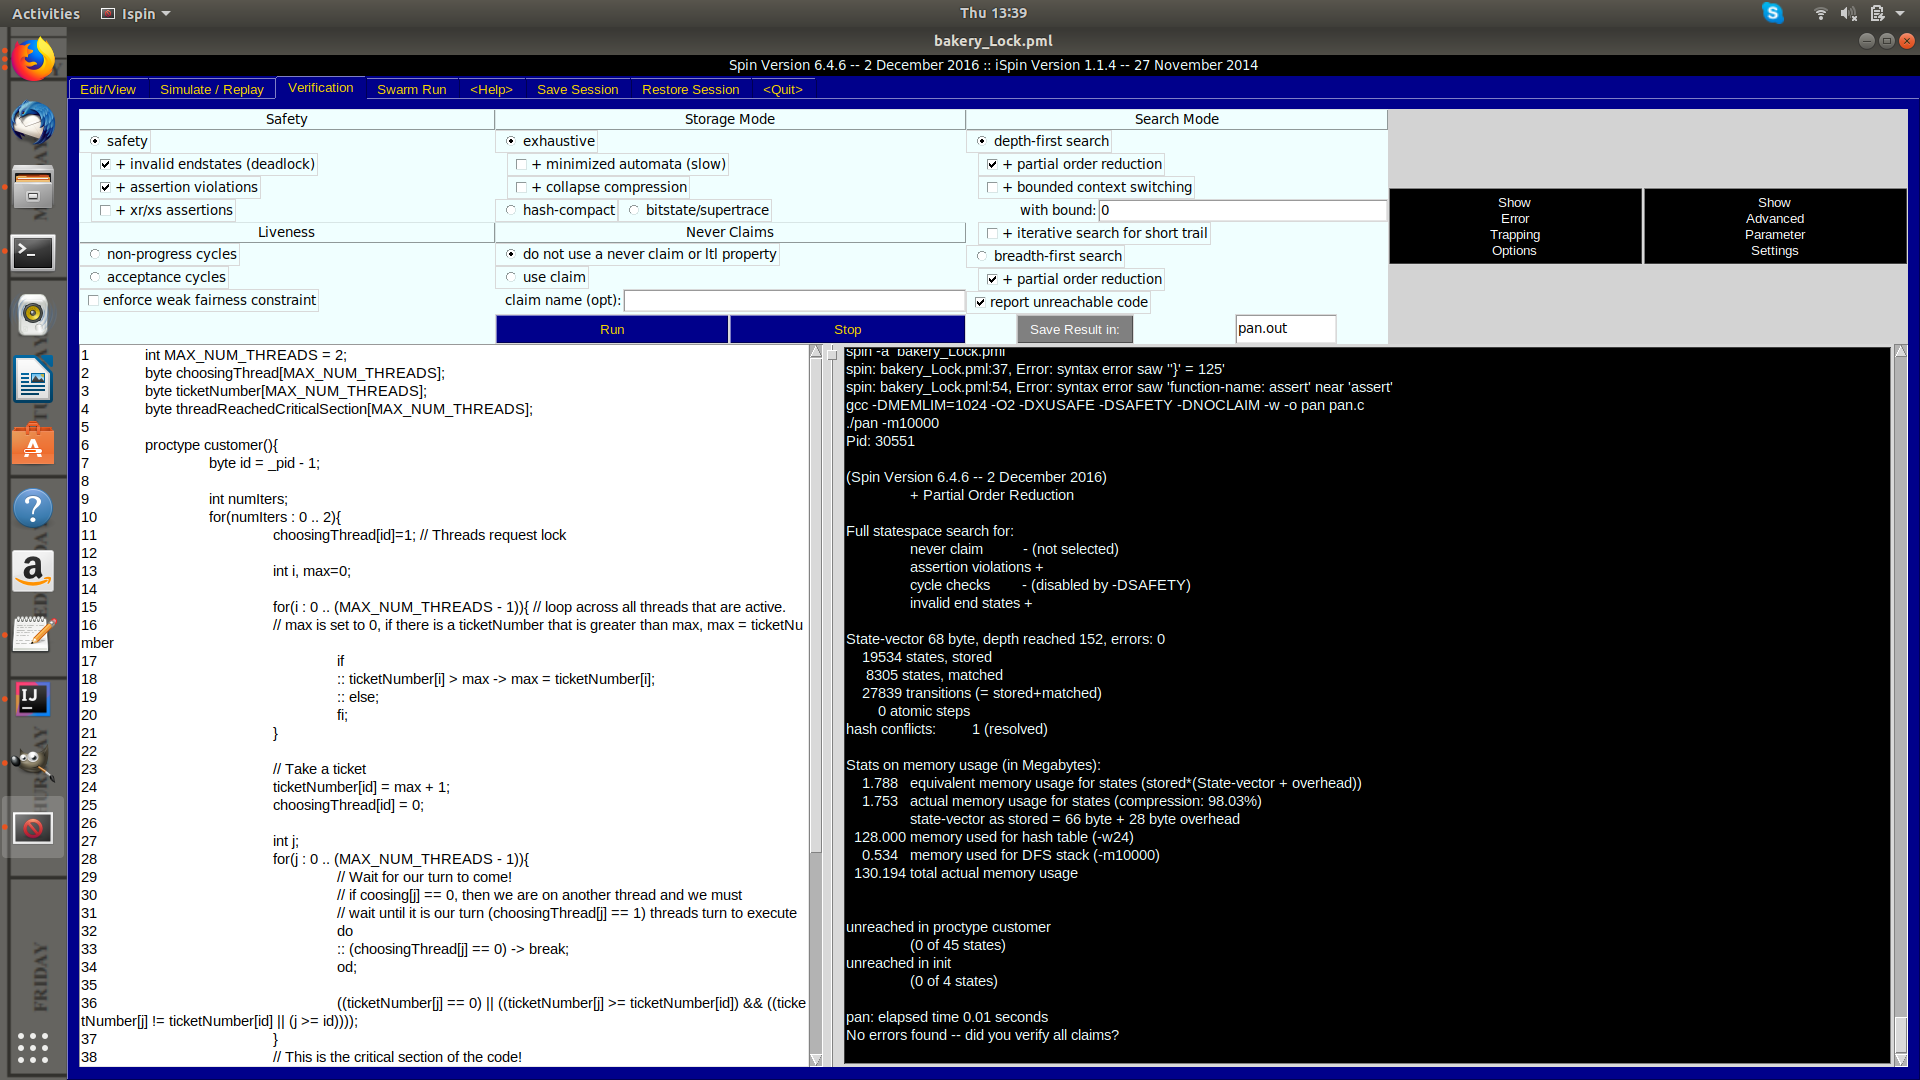 Activities
Ispin
Thu 13:39
bakery_Lock.pml
Spin Version 6.4.6 -- 2 December 2016 :: iSpin Version 1.1.4 -- 27 November 2014
Edit/View Simulate / Replay Verification Swarm Run <Help> Save Session Restore Session <Quit>
Safety
safety
+ invalid endstates (deadlock)
+ assertion violations
+ xr/xs assertions
Liveness
non-progress cycles
acceptance cycles
enforce weak fairness constraint
Storage Mode
exhaustive
+ minimized automata (slow)
+ collapse compression
hash-compact bitstate/supertrace
Never Claims
do not use a never claim or ltl property
use claim
claim name (opt):
Run Stop
Search Mode
depth-first search
+ partial order reduction
+ bounded context switching
with bound: 0
+ iterative search for short trail
breadth-first search
+ partial order reduction
report unreachable code
Save Result in: pan.out
Show
Error
Trapping
Options
Show
Advanced
Parameter
Settings
1 int MAX_NUM_THREADS = 2;
2 byte choosingThread[MAX_NUM_THREADS];
3 byte ticketNumber[MAX_NUM_THREADS];
4 byte threadReachedCriticalSection[MAX_NUM_THREADS];
5
6 proctype customer(){
7 byte id = _pid - 1;
8
9 int numIters;
10 for(numIters : 0 .. 2){
11 choosingThread[id]=1; // Threads request lock
12
13 int i, max=0;
14
15 for(i : 0 .. (MAX_NUM_THREADS - 1)){ // loop across all threads that are active.
16 // max is set to 0, if there is a ticketNumber that is greater than max, max = ticketNu
mber
17 if
18 :: ticketNumber[i] > max -> max = ticketNumber[i];
19 :: else;
20 fi;
21 }
22
23 // Take a ticket
24 ticketNumber[id] = max + 1;
25 choosingThread[id] = 0;
26
27 int j;
28 for(j : 0 .. (MAX_NUM_THREADS - 1)){
29 // Wait for our turn to come!
30 // if coosing[j] == 0, then we are on another thread and we must
31 // wait until it is our turn (choosingThread[j] == 1) threads turn to execute
32 do
33 :: (choosingThread[j] == 0) -> break;
34 od;
35
36 ((ticketNumber[j] == 0) || ((ticketNumber[j] >= ticketNumber[id]) && ((ticke
tNumber[j] != ticketNumber[id] || (j >= id))));
37 }
38 // This is the critical section of the code!
spin -a bakery_Lock.pml
spin: bakery_Lock.pml:37, Error: syntax error saw ''}' = 125'
spin: bakery_Lock.pml:54, Error: syntax error saw 'function-name: assert' near 'assert'
gcc -DMEMLIM=1024 -O2 -DXUSAFE -DSAFETY -DNOCLAIM -w -o pan pan.c
./pan -m10000
Pid: 30551
(Spin Version 6.4.6 -- 2 December 2016)
+ Partial Order Reduction
Full statespace search for:
never claim - (not selected)
assertion violations +
cycle checks - (disabled by -DSAFETY)
invalid end states +
State-vector 68 byte, depth reached 152, errors: 0
19534 states, stored
8305 states, matched
27839 transitions (= stored+matched)
0 atomic steps
hash conflicts: 1 (resolved)
Stats on memory usage (in Megabytes):
1.788 equivalent memory usage for states (stored*(State-vector + overhead))
1.753 actual memory usage for states (compression: 98.03%)
state-vector as stored = 66 byte + 28 byte overhead
128.000 memory used for hash table (-w24)
0.534 memory used for DFS stack (-m10000)
130.194 total actual memory usage
unreached in proctype customer
(0 of 45 states)
unreached in init
(0 of 4 states)
pan: elapsed time 0.01 seconds
No errors found -- did you verify all claims?
FRIDAY